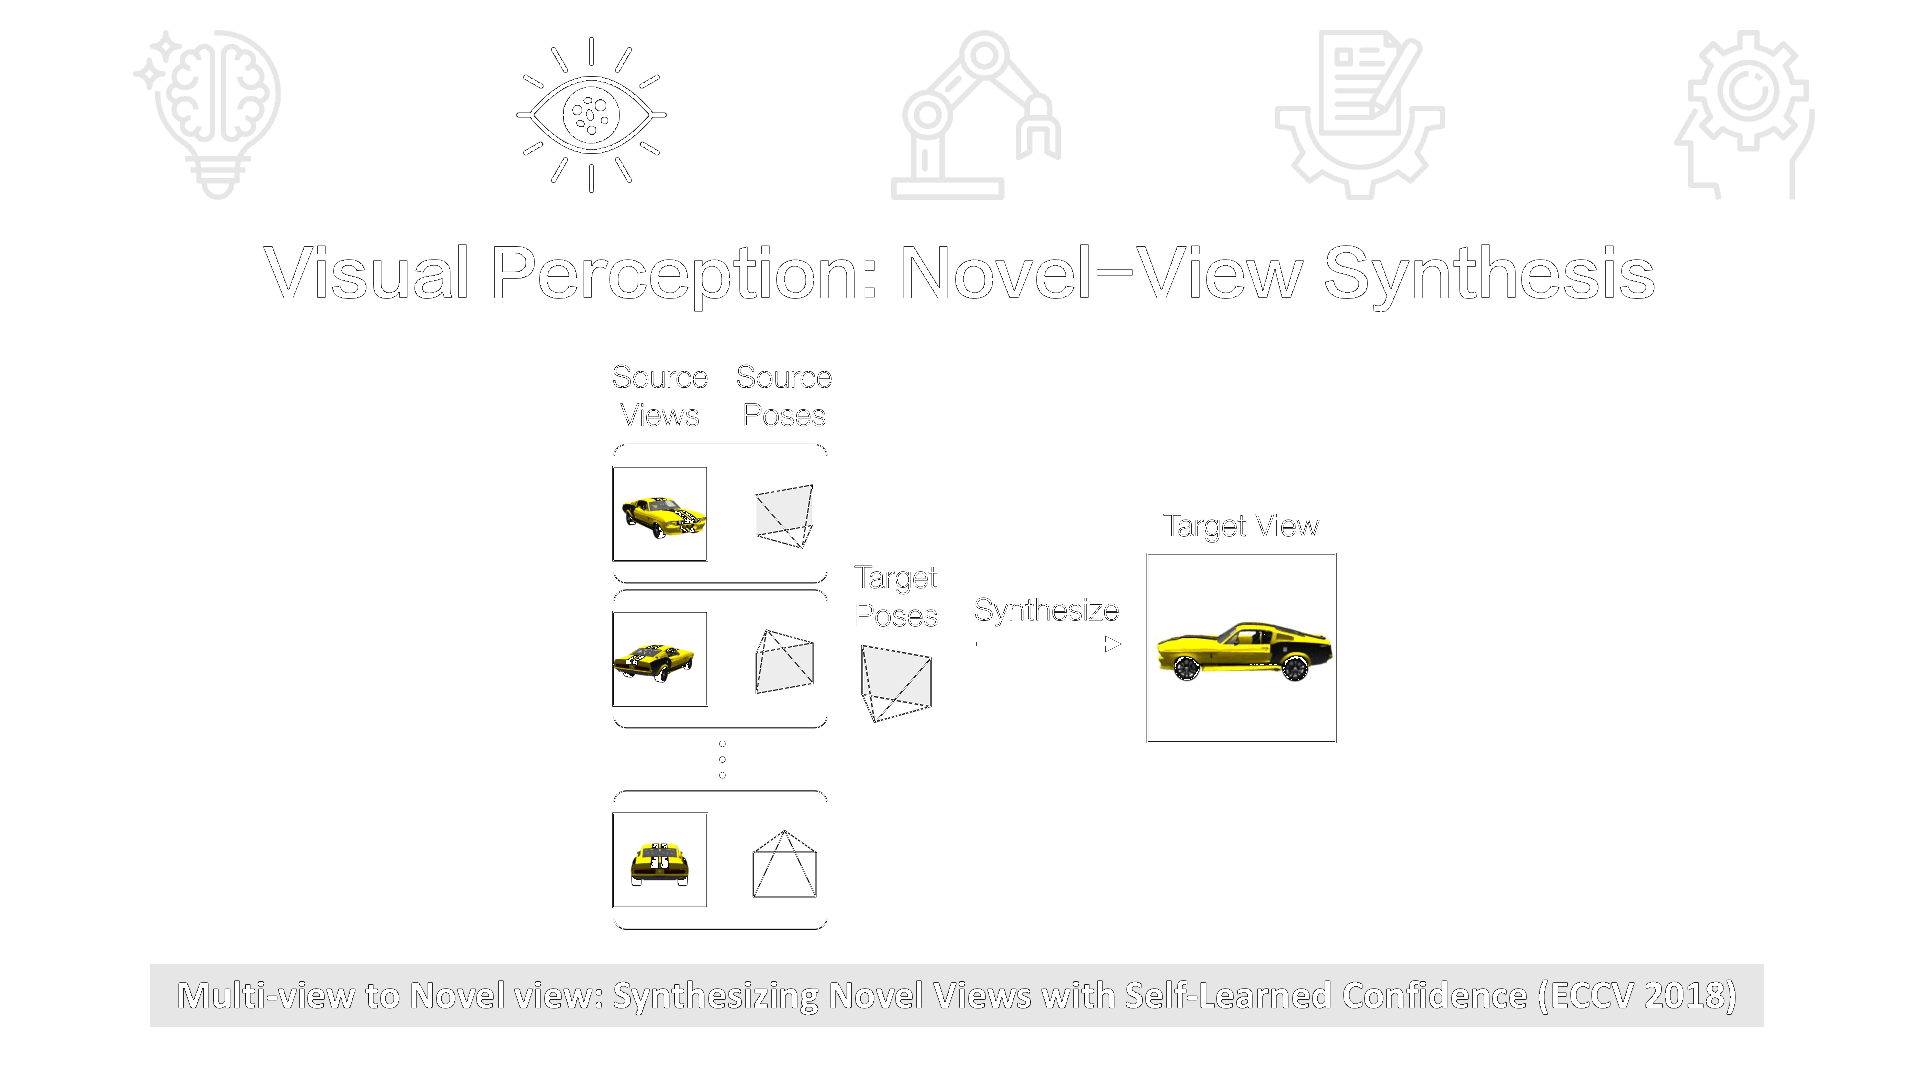 Visual Perception: Novel-View Synthesis
Source Views
Source Poses
Target Poses
Synthesize
Target View
Multi-view to Novel view: Synthesizing Novel Views with Self-Learned Confidence (ECCV 2018)